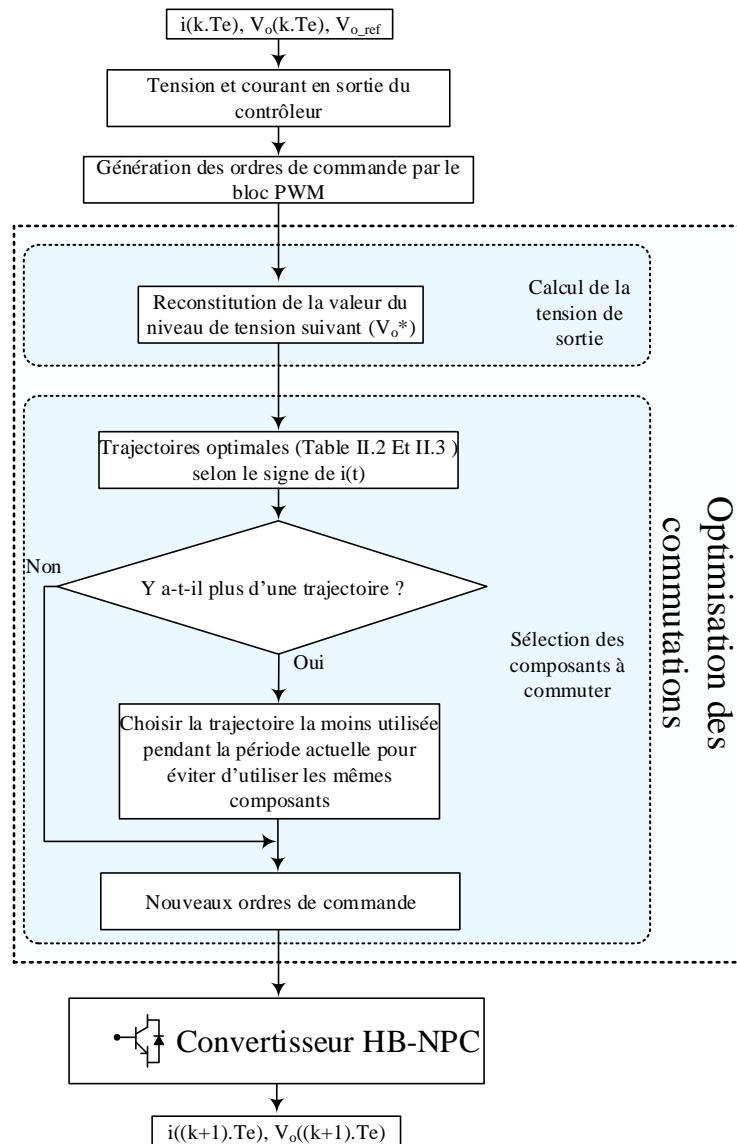 i(k.Te), Vo(k.Te), Vo_ref
Tension et courant en sortie du
contrôleur
Génération des ordres de commande par le
bloc PWM
Reconstitution de la valeur du
niveau de tension suivant (Vo*)
Calcul de la
tension de
sortie
Trajectoires optimales (Table II.2 Et II.3 )
selon le signe de i(t)
Non
Y a-t-il plus d’une trajectoire ?
Oui
Choisir la trajectoire la moins utilisée
pendant la période actuelle pour
éviter d’utiliser les mêmes
composants
Sélection des
composants à
commuter
Optimisation des
commutations
Nouveaux ordres de commande
Convertisseur HB-NPC
i((k+1).Te), Vo((k+1).Te)